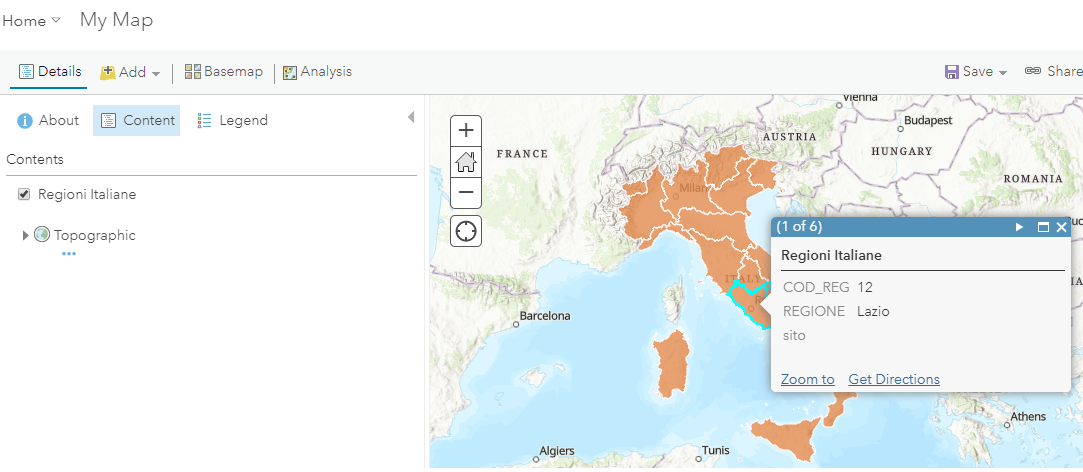 Home My Map
Details Add Basemap Analysis Save Share
About Content Legend
Contents
Regioni Italiane
Topographic
Vienna
Budapest
AUSTRIA
FRANCE
HUNGARY
ROMANIA
Milan
(1 of 6)
Regioni Italiane
COD_REG 12
REGIONE Lazio
sito
Zoom to Get Directions
ITALY
Barcelona
Athens
Algiers
Tunis